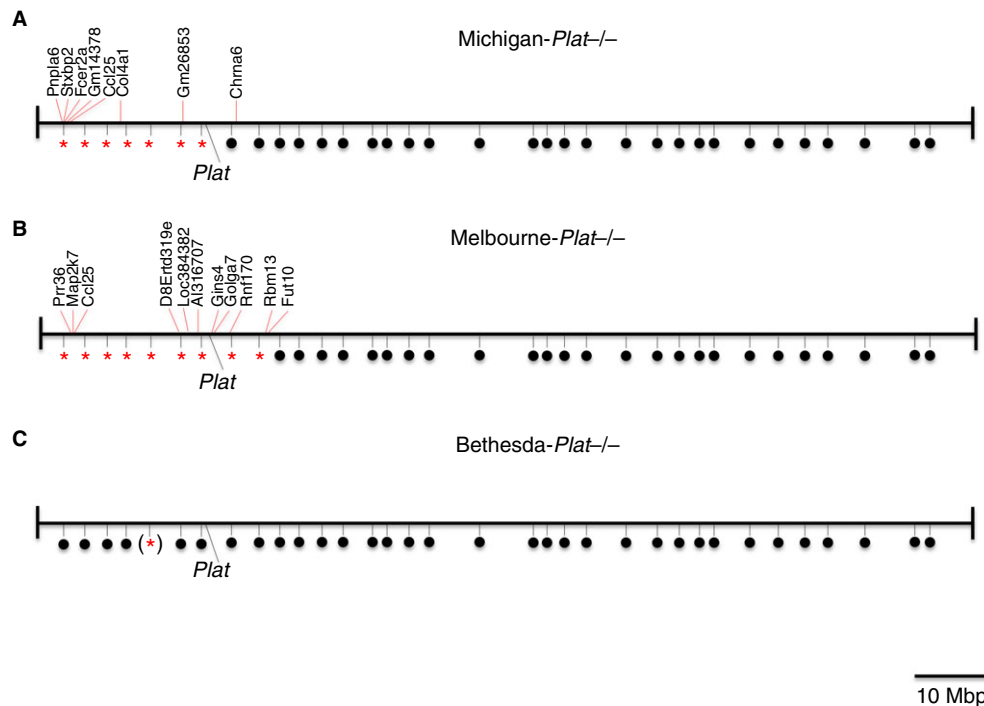 A
Michigan-Plat–/–
Pnpla6
Stxbp2
Fcer2a
Gm14378
Ccl25
Col4a1
Gm26853
Chrna6
* * * * * * *
Plat
B
Melbourne-Plat–/–
Prr36
Map2k7
Ccl25
D8Ertd319e
Loc384382
AI316707
Gins4
Golga7
Rnf170
Rbm13
Fut10
* * * * * * * * *
Plat
C
Bethesda-Plat–/–
(*)
Plat
10 Mbp